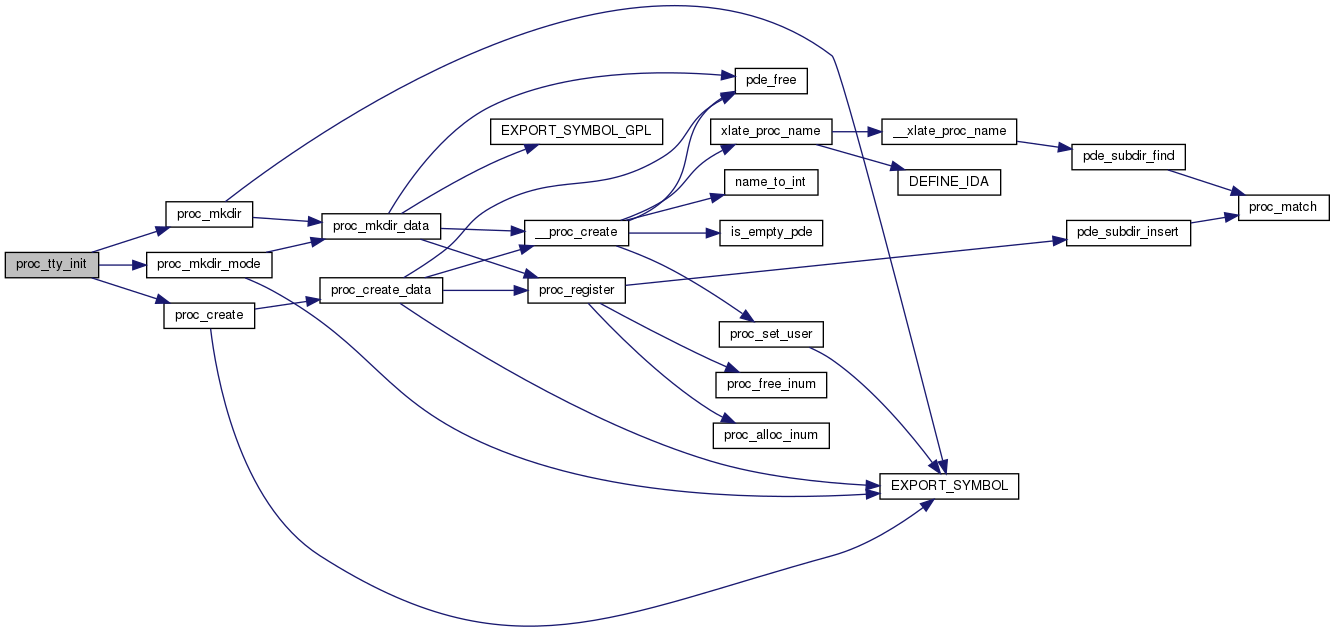 proc_tty_init
proc_mkdir
proc_mkdir_mode
proc_create
proc_mkdir_data
proc_create_data
EXPORT_SYMBOL_GPL
__proc_create
proc_register
pde_free
xlate_proc_name
name_to_int
is_empty_pde
proc_set_user
proc_free_inum
proc_alloc_inum
__xlate_proc_name
DEFINE_IDA
EXPORT_SYMBOL
pde_subdir_find
pde_subdir_insert
proc_match